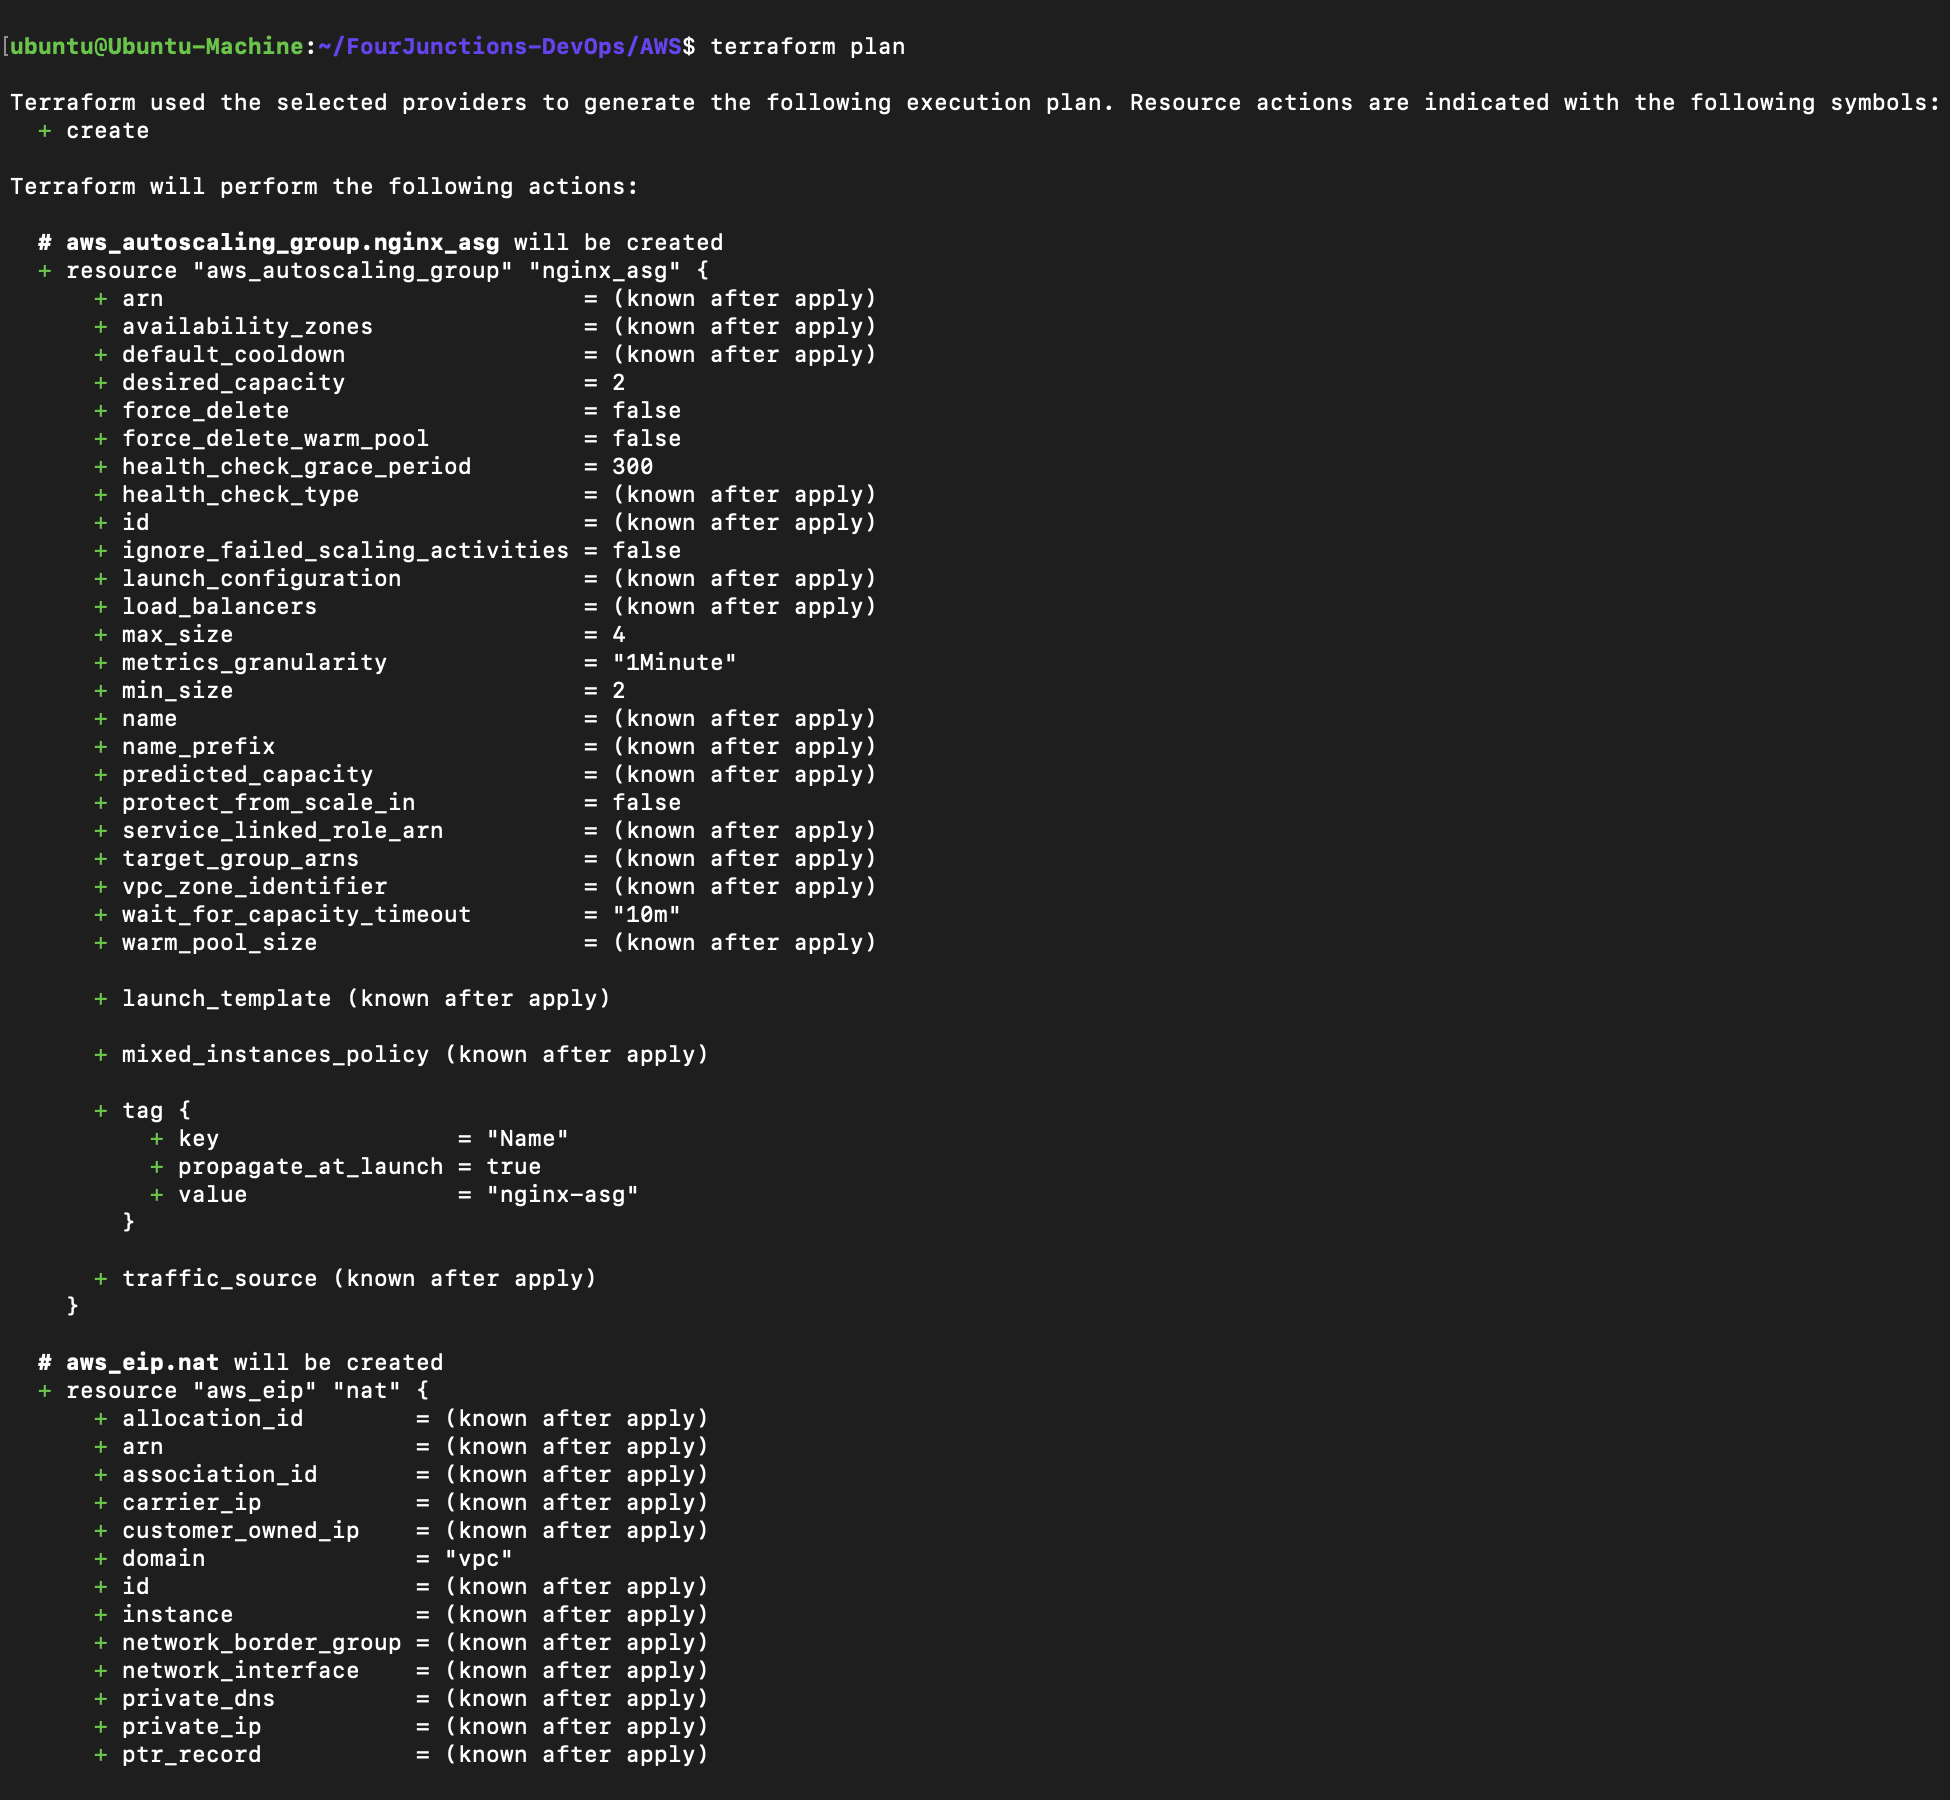 [ubuntu@Ubuntu-Machine:~/FourJunctions-DevOps/AWS$ terraform plan

Terraform used the selected providers to generate the following execution plan. Resource actions are indicated with the following symbols:
  + create

Terraform will perform the following actions:

  # aws_autoscaling_group.nginx_asg will be created
  + resource "aws_autoscaling_group" "nginx_asg" {
      + arn                              = (known after apply)
      + availability_zones               = (known after apply)
      + default_cooldown                 = (known after apply)
      + desired_capacity                 = 2
      + force_delete                     = false
      + force_delete_warm_pool           = false
      + health_check_grace_period        = 300
      + health_check_type                = (known after apply)
      + id                               = (known after apply)
      + ignore_failed_scaling_activities = false
      + launch_configuration             = (known after apply)
      + load_balancers                   = (known after apply)
      + max_size                         = 4
      + metrics_granularity              = "1Minute"
      + min_size                         = 2
      + name                             = (known after apply)
      + name_prefix                      = (known after apply)
      + predicted_capacity               = (known after apply)
      + protect_from_scale_in            = false
      + service_linked_role_arn          = (known after apply)
      + target_group_arns                = (known after apply)
      + vpc_zone_identifier              = (known after apply)
      + wait_for_capacity_timeout        = "10m"
      + warm_pool_size                   = (known after apply)

      + launch_template (known after apply)

      + mixed_instances_policy (known after apply)

      + tag {
          + key                 = "Name"
          + propagate_at_launch = true
          + value               = "nginx-asg"
        }

      + traffic_source (known after apply)
    }

  # aws_eip.nat will be created
  + resource "aws_eip" "nat" {
      + allocation_id        = (known after apply)
      + arn                  = (known after apply)
      + association_id       = (known after apply)
      + carrier_ip           = (known after apply)
      + customer_owned_ip    = (known after apply)
      + domain               = "vpc"
      + id                   = (known after apply)
      + instance             = (known after apply)
      + network_border_group = (known after apply)
      + network_interface    = (known after apply)
      + private_dns          = (known after apply)
      + private_ip           = (known after apply)
      + ptr_record           = (known after apply)